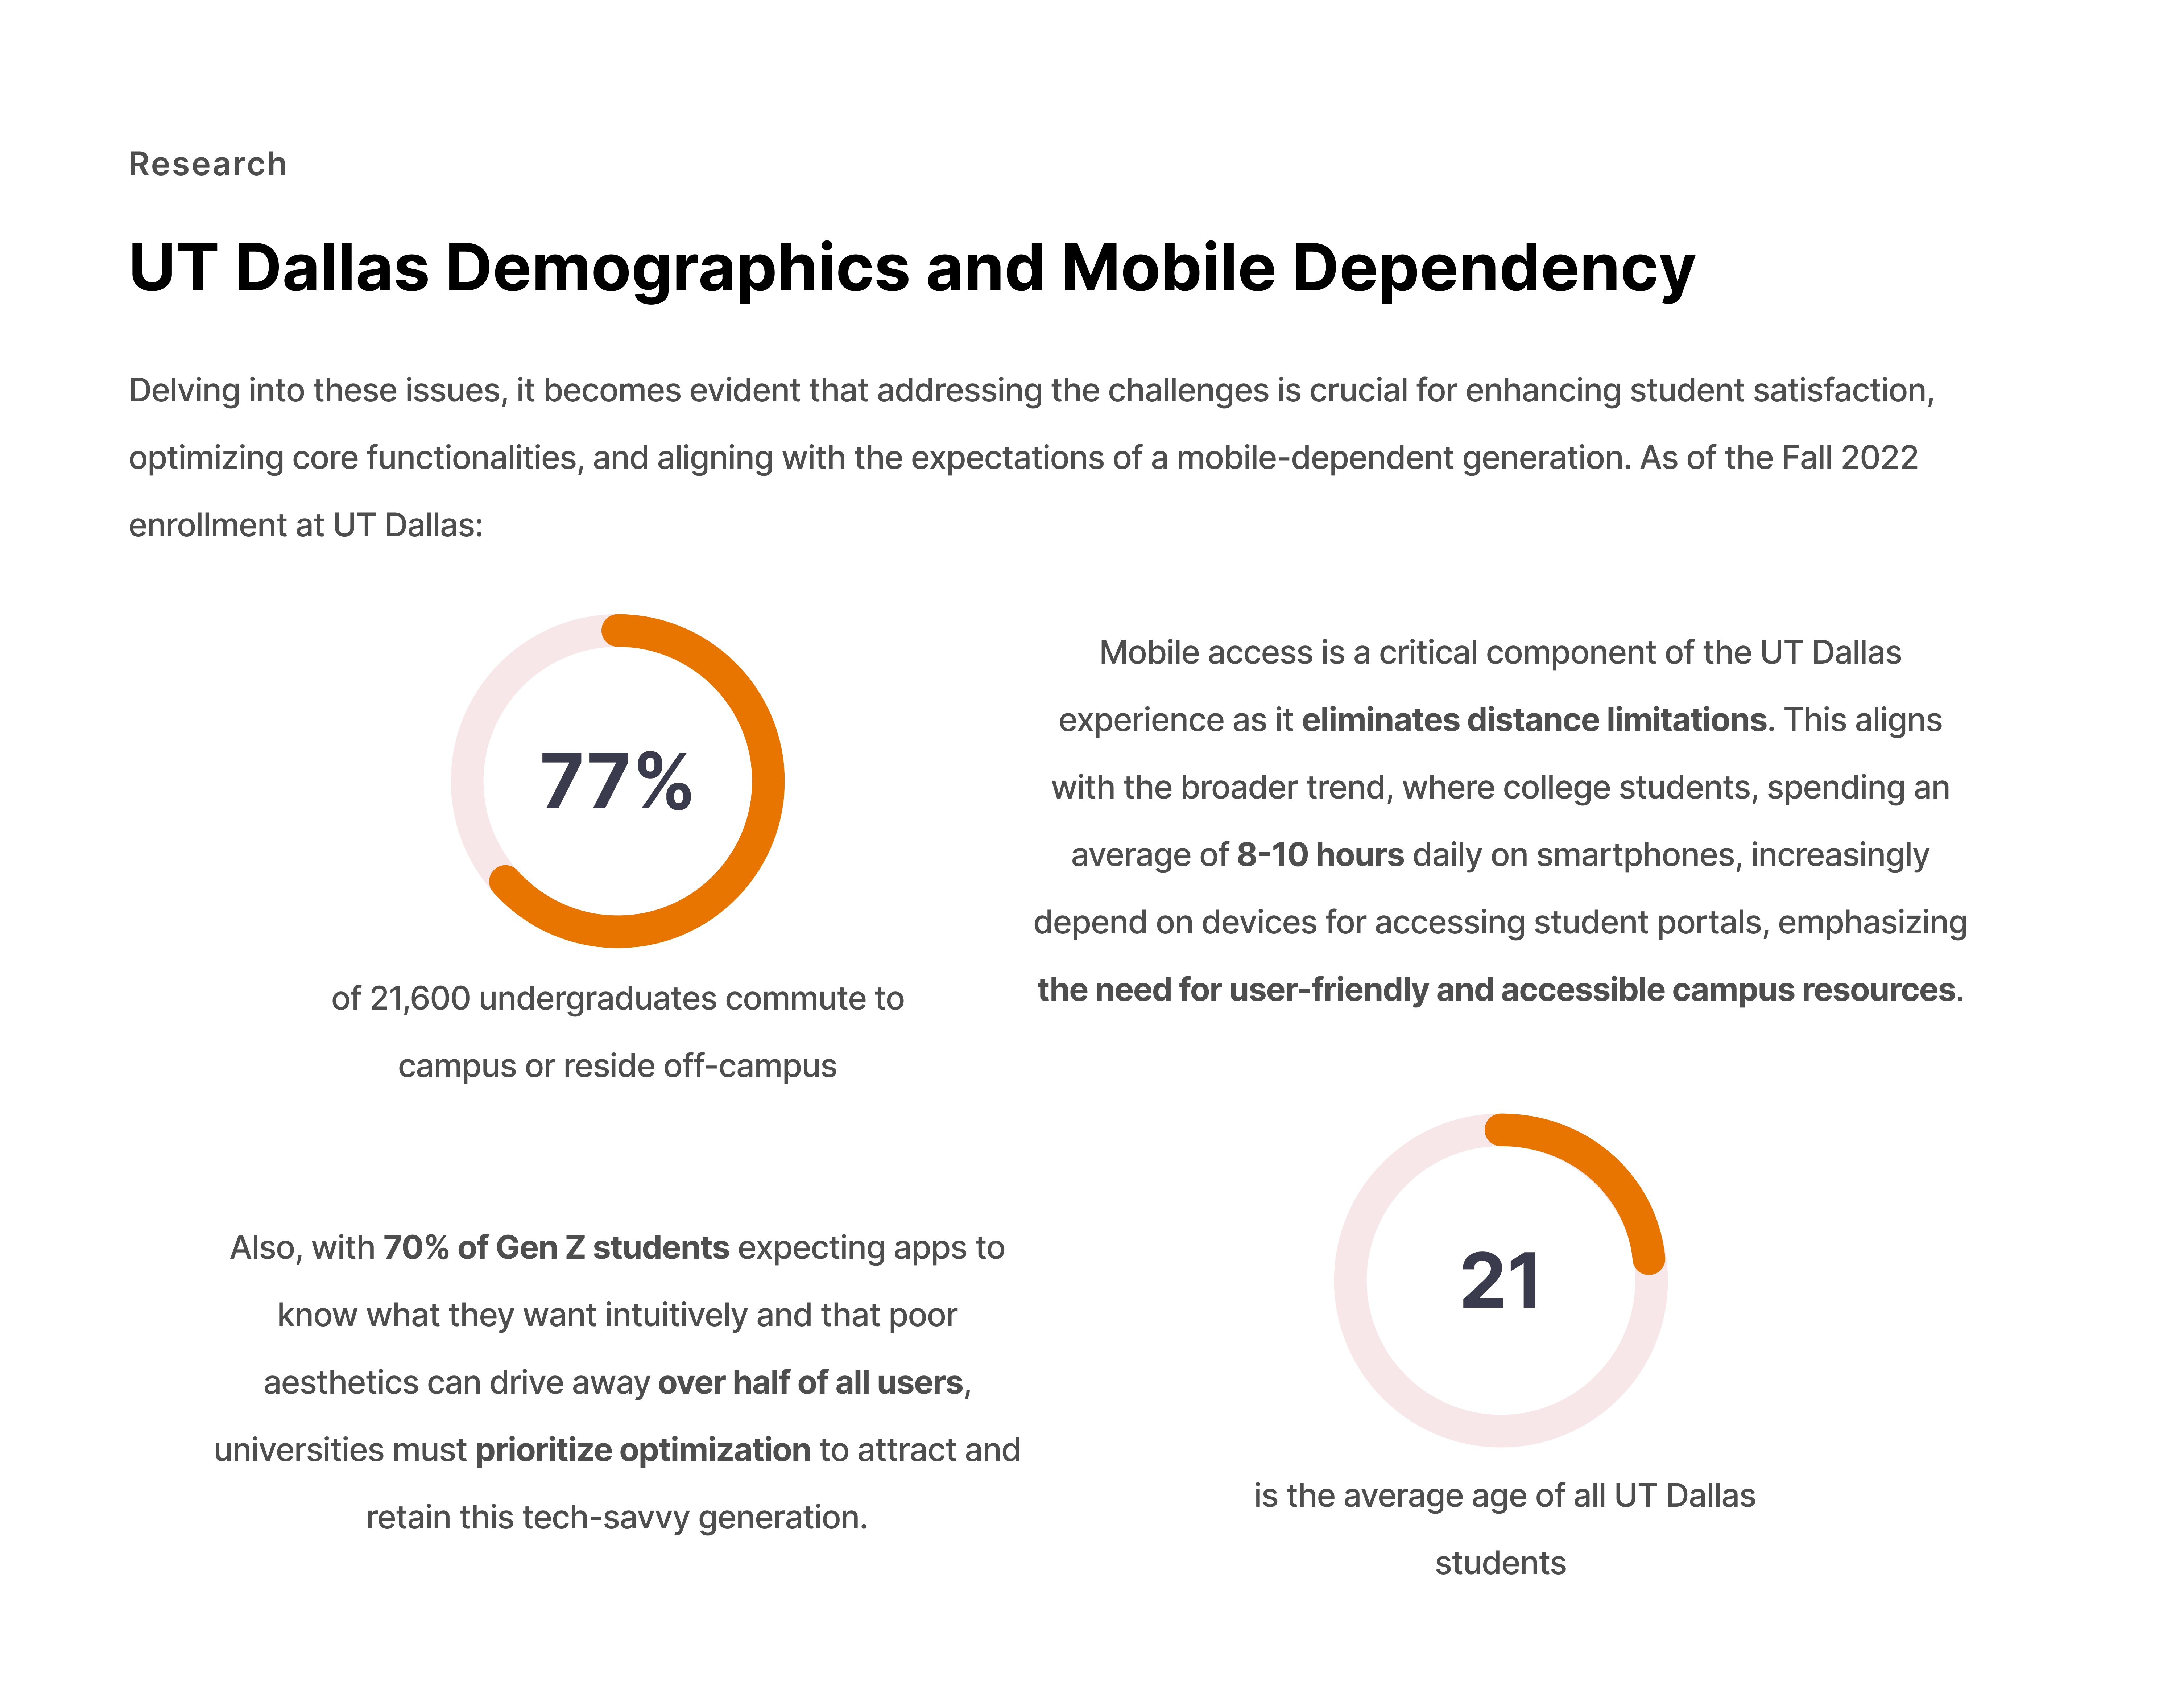 Research
UT Dallas Demographics and Mobile Dependency
Delving into these issues, it becomes evident that addressing the challenges is crucial for enhancing student satisfaction,
optimizing core functionalities, and aligning with the expectations of a mobile-dependent generation. As of the Fall 2022
enrollment at UT Dallas:
77%
of 21,600 undergraduates commute to
campus or reside off-campus
Mobile access is a critical component of the UT Dallas
experience as it eliminates distance limitations. This aligns
with the broader trend, where college students, spending an
average of 8-10 hours daily on smartphones, increasingly
depend on devices for accessing student portals, emphasizing
the need for user-friendly and accessible campus resources.
Also, with 70% of Gen Z students expecting apps to
know what they want intuitively and that poor
aesthetics can drive away over half of all users,
universities must prioritize optimization to attract and
retain this tech-savvy generation.
21
is the average age of all UT Dallas
students